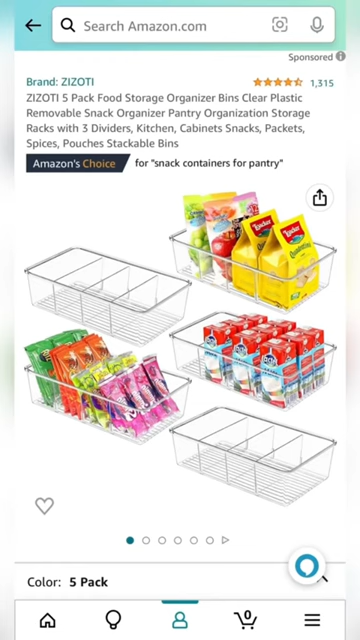 Search Amazon.com
Sponsored
Brand: ZIZOTI
1,315
ZIZOTI 5 Pack Food Storage Organizer Bins Clear Plastic
Removable Snack Organizer Pantry Organization Storage
Racks with 3 Dividers, Kitchen, Cabinets Snacks, Packets,
Spices, Pouches Stackable Bins
Amazon's Choice for "snack containers for pantry"
Loacker
Loacker
Color: 5 Pack
0